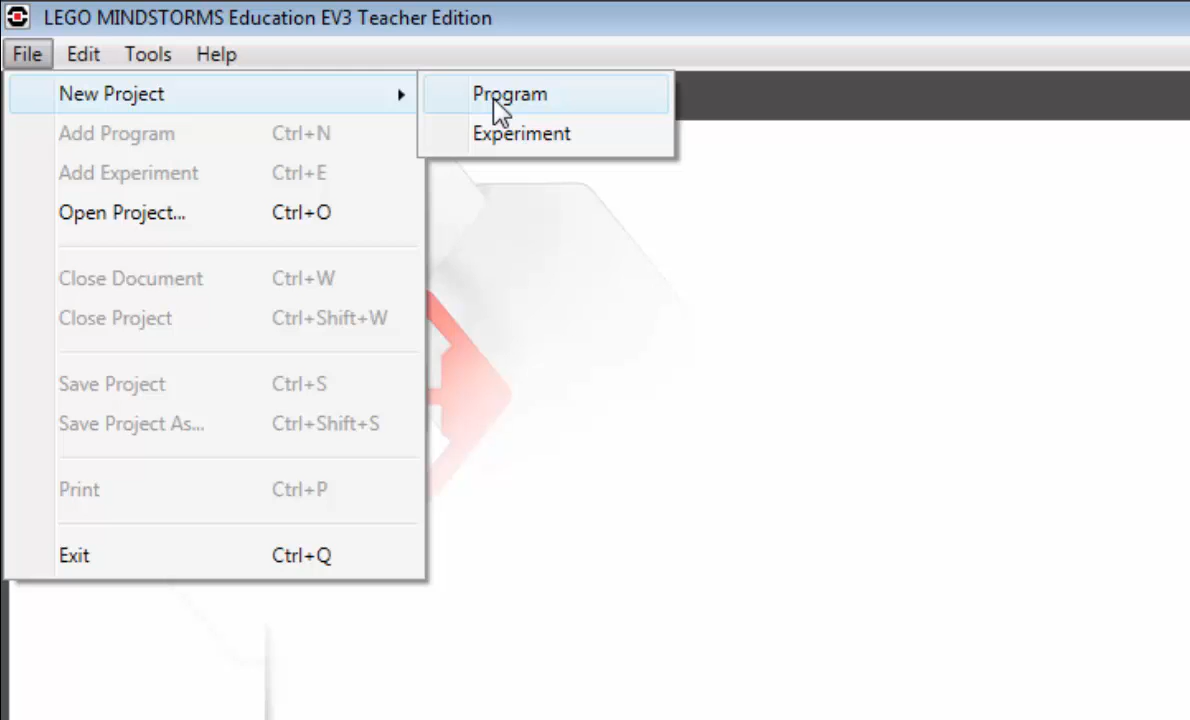 LEGO MINDSTORMS Education EV3 Teacher Edition
File Edit Tools Help
New Project
Program
Experiment
Add Program Ctrl+N
Add Experiment Ctrl+E
Open Project... Ctrl+O
Close Document Ctrl+W
Close Project Ctrl+Shift+W
Save Project Ctrl+S
Save Project As... Ctrl+Shift+S
Print Ctrl+P
Exit Ctrl+Q